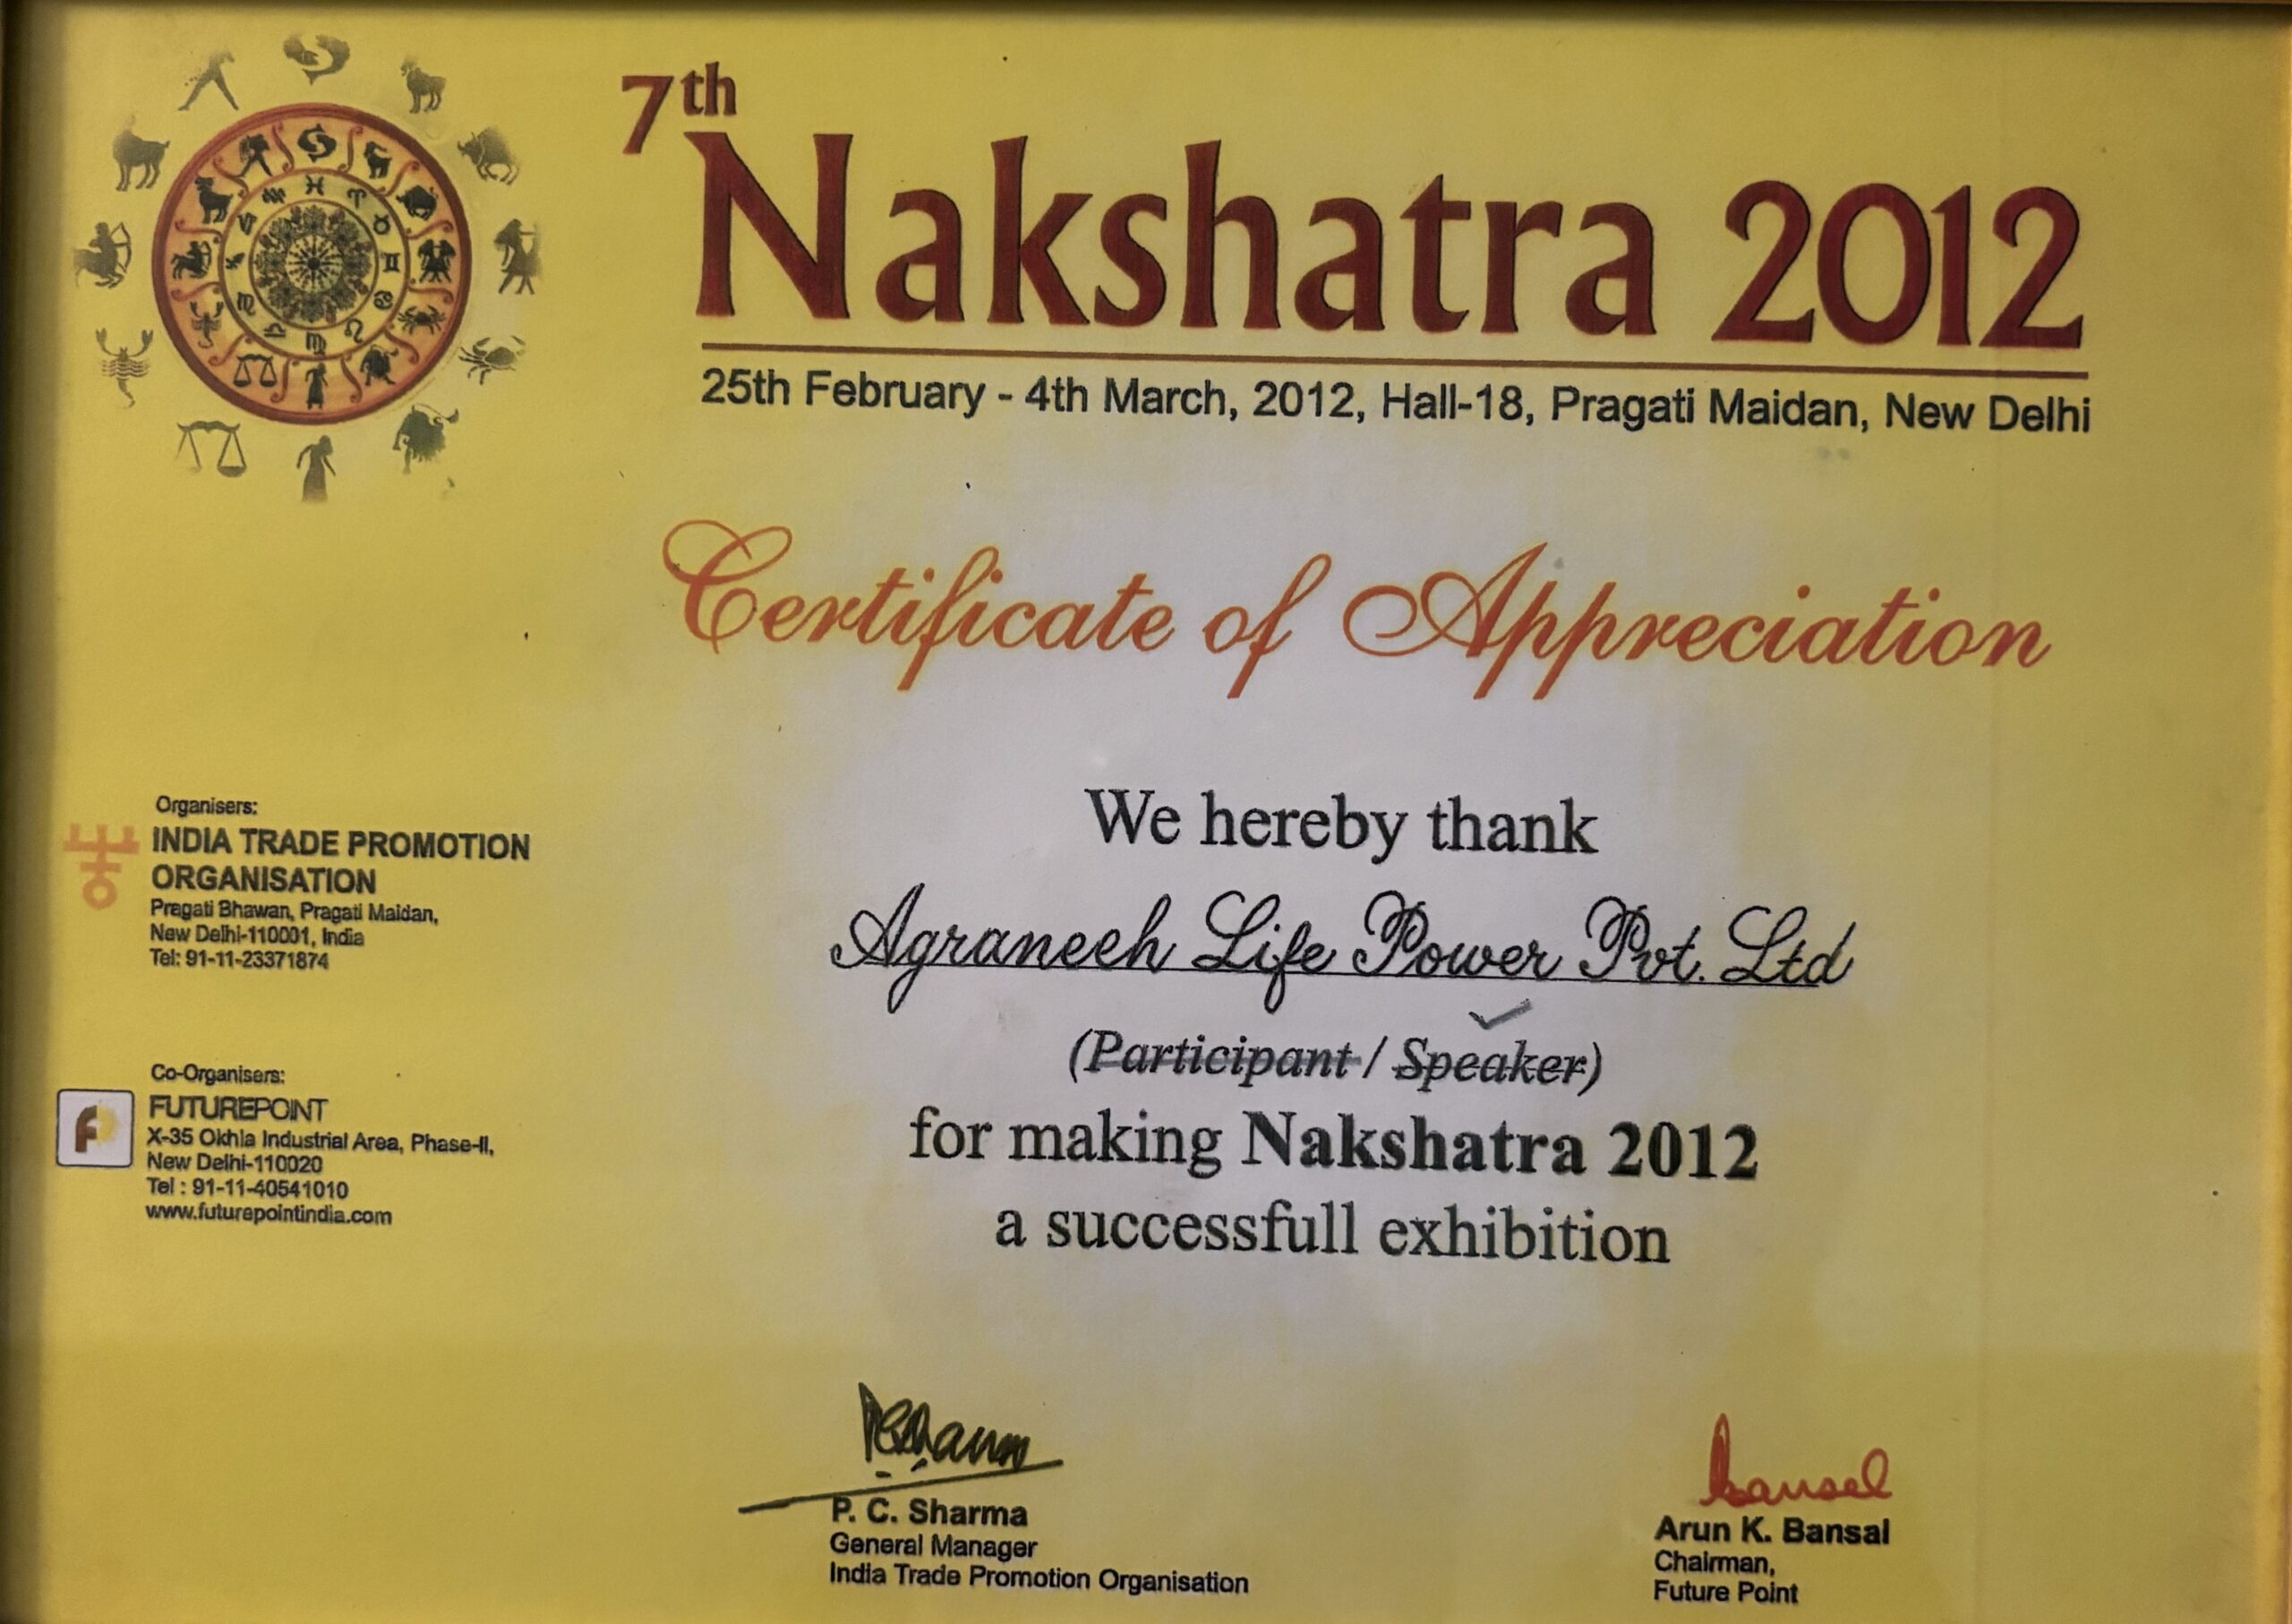 7th
Nakshatra 2012
25th February - 4th March, 2012, Hall-18, Pragati Maidan, New Delhi
Certificate of Appreciation
We hereby thank
Agraneeh Life Power Pvt. Ltd
(Participant / Speaker)
for making Nakshatra 2012
a successfull exhibition
Organisers:
INDIA TRADE PROMOTION
ORGANISATION
Pragati Bhawan, Pragati Maidan,
New Delhi-110001, India
Tel: 91-11-23371874
Co-Organisers:
FUTUREPOINT
X-35 Okhla Industrial Area, Phase-II,
New Delhi-110020
Tel : 91-11-40541010
www.futurepointindia.com
P. C. Sharma
General Manager
India Trade Promotion Organisation
Bansal
Arun K. Bansal
Chairman,
Future Point